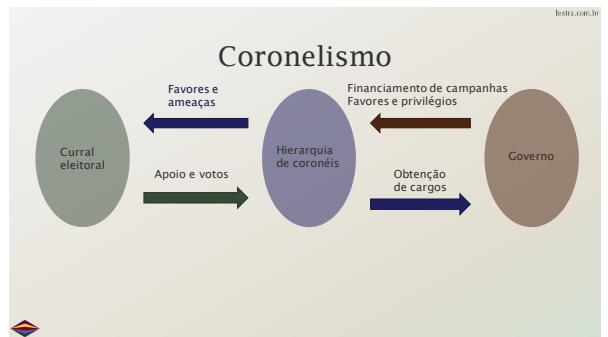 lextra.com.br
Coronelismo
Favores e
ameaças
Financiamento de campanhas
Favores e privilégios
Curral
eleitoral
Hierarquia
de coronéis
Governo
Apoio e votos
Obtenção
de cargos